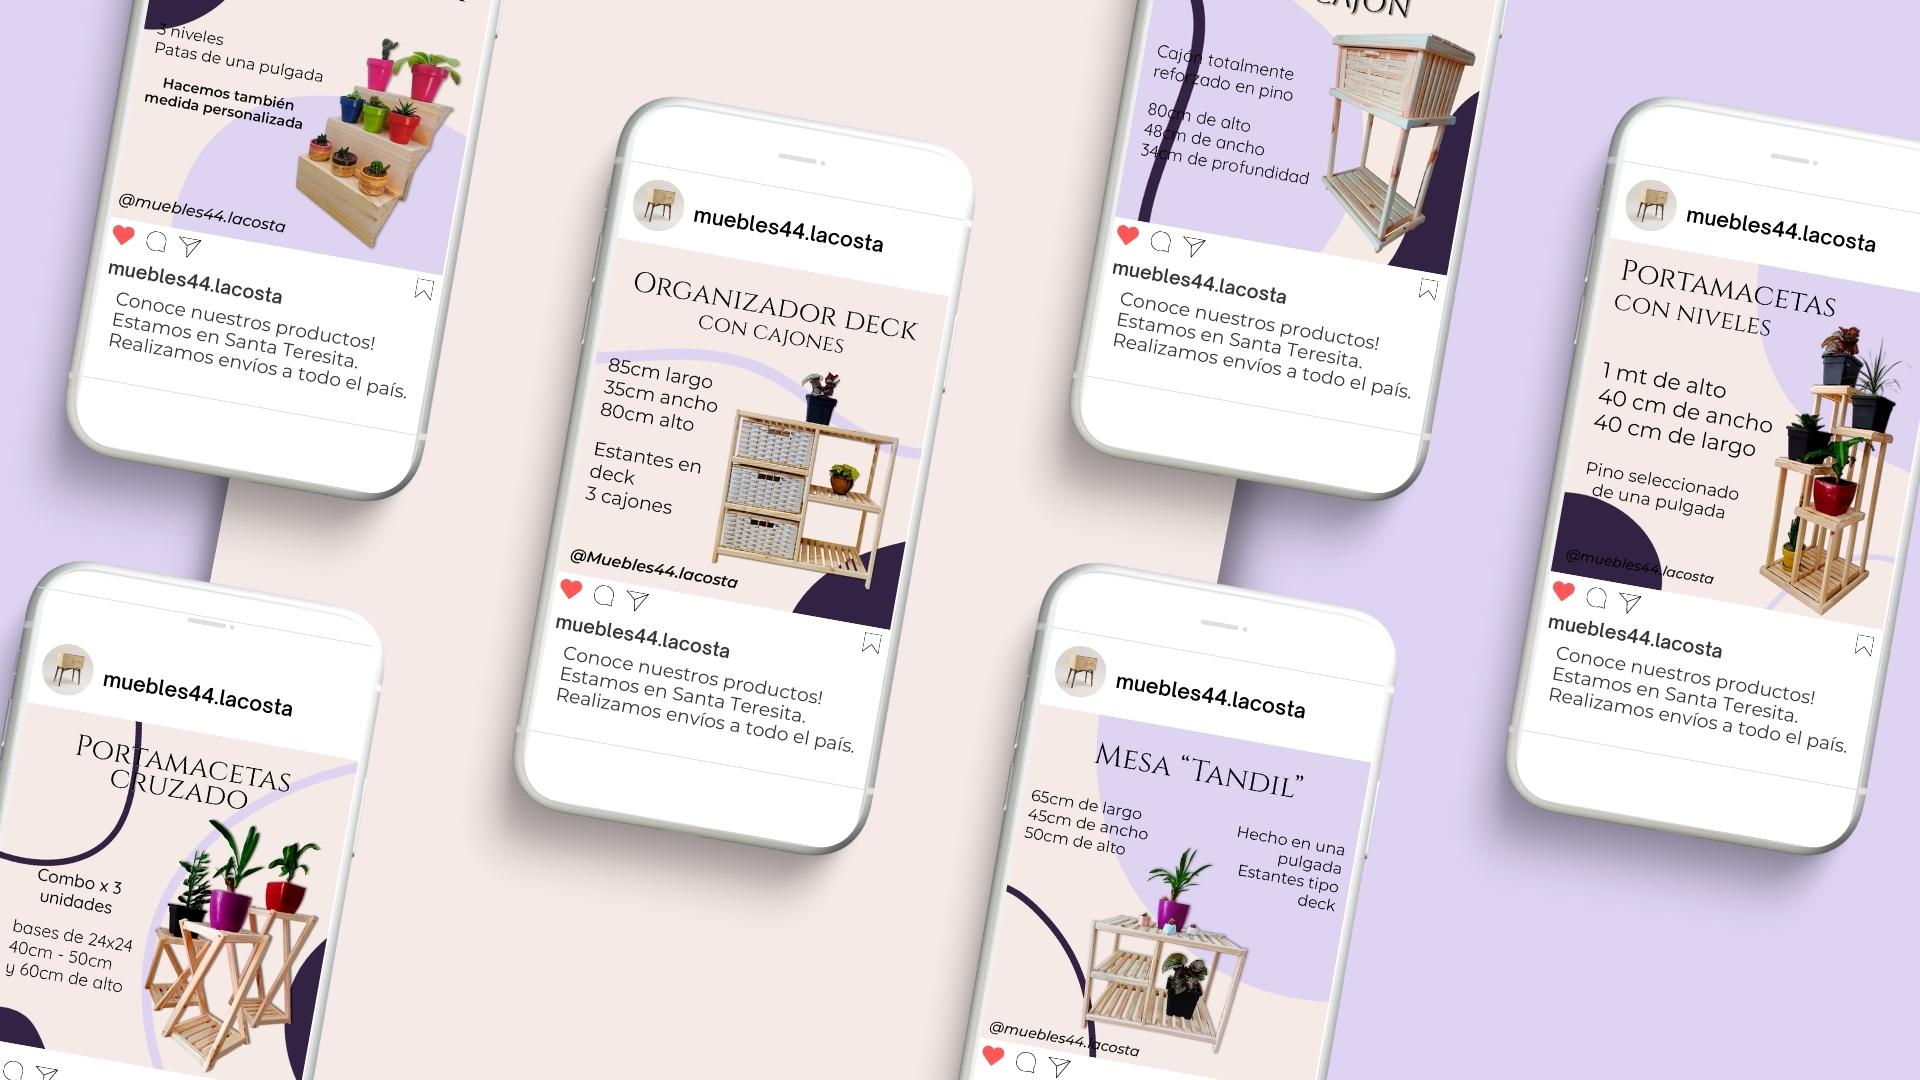 3 niveles
Patas de una pulgada
Hacemos también
medida personalizada
@muebles44.lacosta
muebles44.lacosta
Conoce nuestros productos!
Estamos en Santa Teresita.
Realizamos envíos a todo el país.
muebles44.lacosta
PORTAMACETAS
CRUZADO
Combo x 3
unidades
bases de 24x24
40cm - 50cm
y 60cm de alto
muebles44.lacosta
ORGANIZADOR DECK
CON CAJONES
85cm largo
35cm ancho
80cm alto
Estantes en
deck
3 cajones
@Muebles44.lacosta
muebles44.lacosta
Conoce nuestros productos!
Estamos en Santa Teresita.
Realizamos envíos a todo el país.
CAJÓN
Cajón totalmente
reforzado en pino
80cm de alto
48cm de ancho
34cm de profundidad
muebles44.lacosta
Conoce nuestros productos!
Estamos en Santa Teresita.
Realizamos envíos a todo el país.
muebles44.lacosta
MESA “TANDIL”
65cm de largo
45cm de ancho
50cm de alto
Hecho en una
pulgada
Estantes tipo
deck
@muebles44.lacosta
muebles44.lacosta
PORTAMACETAS
CON NIVELES
1 mt de alto
40 cm de ancho
40 cm de largo
Pino seleccionado
de una pulgada
@muebles44.lacosta
muebles44.lacosta
Conoce nuestros productos!
Estamos en Santa Teresita.
Realizamos envíos a todo el país.